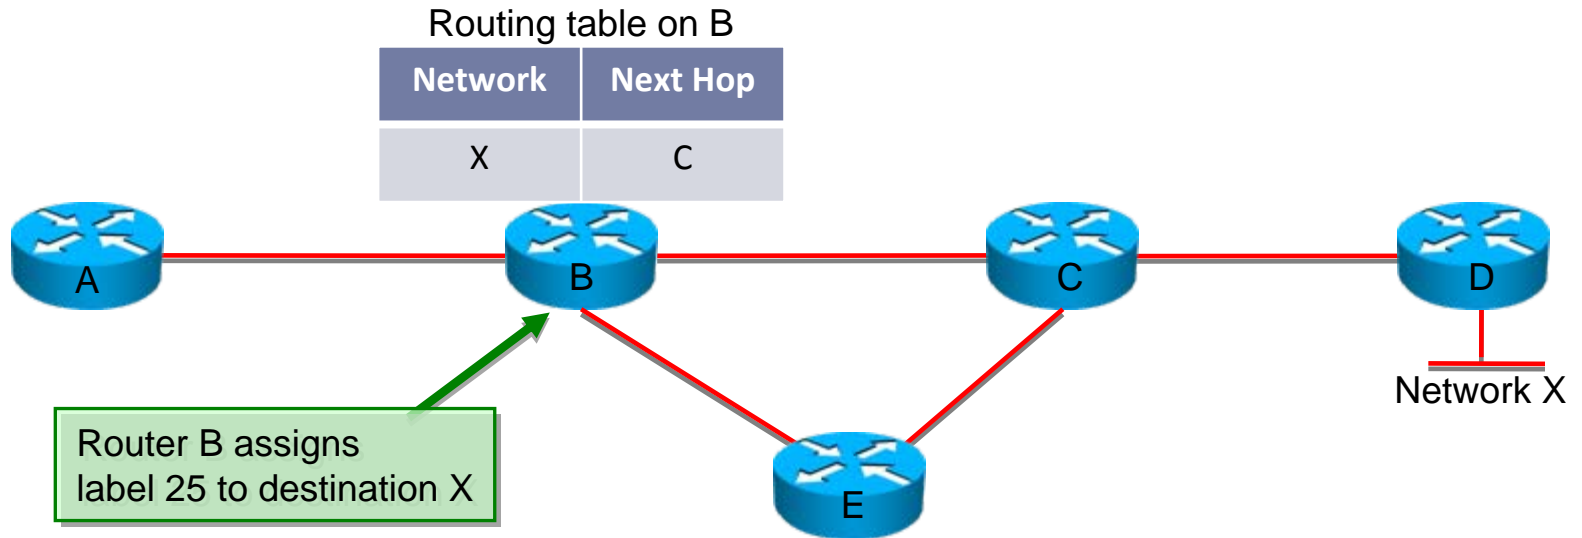 Routing table on B
Network Next Hop
X C
A B C D
Network X
Router B assigns
label 25 to destination X
E